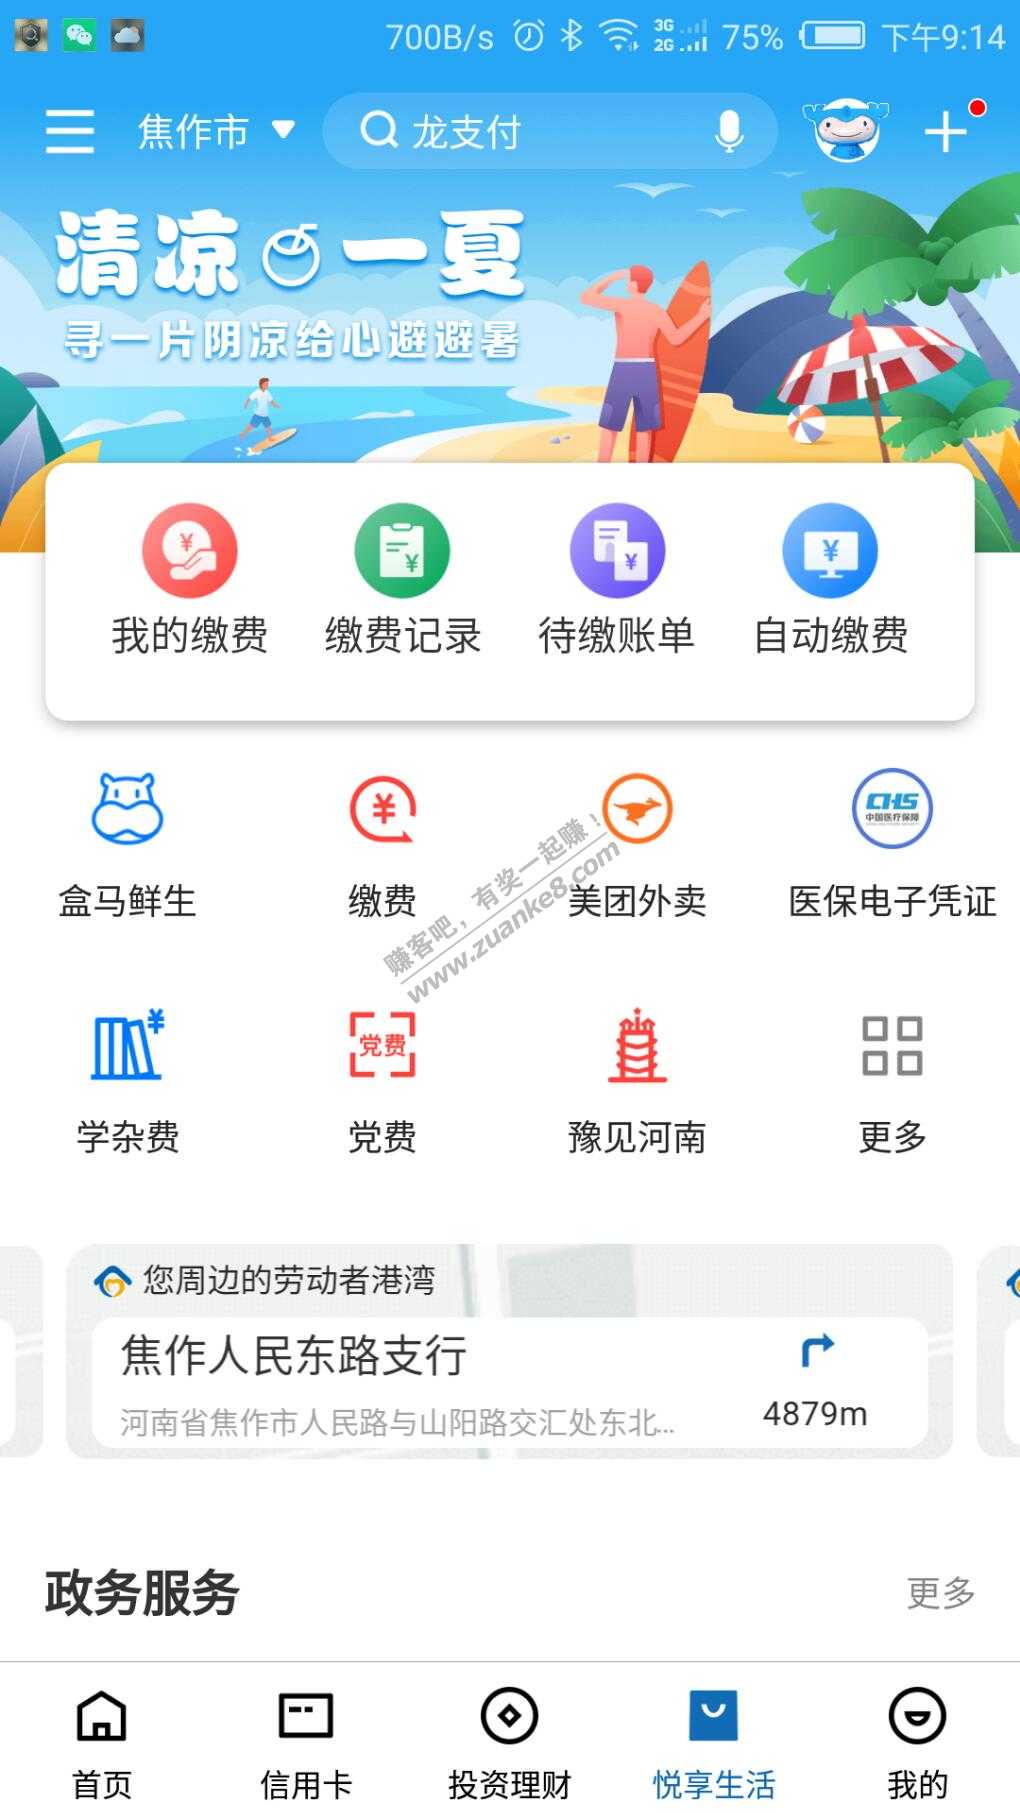 700B/s 3G 2G 75% 下午9:14
焦作市 龙支付
清凉一夏
寻一片阴凉给心避避暑
我的缴费 缴费记录 待缴账单 自动缴费
赚客吧，有奖一起赚！
www.zuanke8.com
CHS
中国医疗保障
盒马鲜生 缴费 美团外卖 医保电子凭证
党费
学杂费 党费 豫见河南 更多
您周边的劳动者港湾
焦作人民东路支行
河南省焦作市人民路与山阳路交汇处东北... 4879m
政务服务 更多
首页 信用卡 投资理财 悦享生活 我的